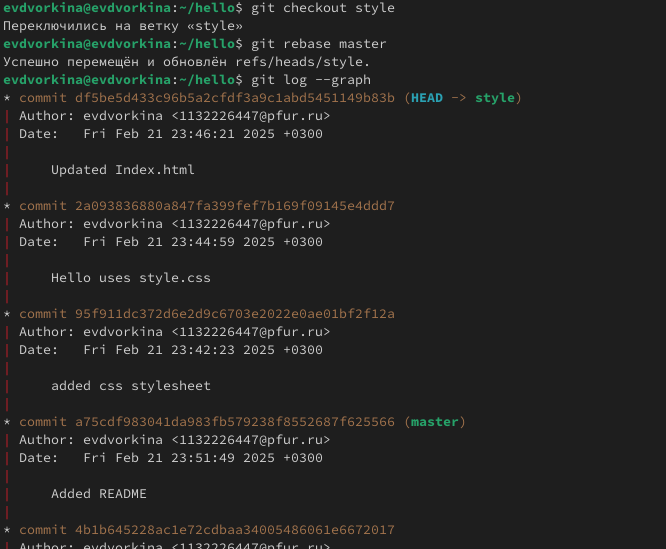 evdvorkina@evdvorkina:~/hello$ git checkout style
Переключились на ветку «style»
evdvorkina@evdvorkina:~/hello$ git rebase master
Успешно перемещён и обновлён refs/heads/style.
evdvorkina@evdvorkina:~/hello$ git log --graph
* commit df5be5d433c96b5a2cfdf3a9c1abd5451149b83b (HEAD -> style)
| Author: evdvorkina <1132226447@pfur.ru>
| Date:   Fri Feb 21 23:46:21 2025 +0300
|
|     Updated Index.html
|
* commit 2a093836880a847fa399fef7b169f09145e4ddd7
| Author: evdvorkina <1132226447@pfur.ru>
| Date:   Fri Feb 21 23:44:59 2025 +0300
|
|     Hello uses style.css
|
* commit 95f911dc372d6e2d9c6703e2022e0ae01bf2f12a
| Author: evdvorkina <1132226447@pfur.ru>
| Date:   Fri Feb 21 23:42:23 2025 +0300
|
|     added css stylesheet
|
* commit a75cdf983041da983fb579238f8552687f625566 (master)
| Author: evdvorkina <1132226447@pfur.ru>
| Date:   Fri Feb 21 23:51:49 2025 +0300
|
|     Added README
|
* commit 4b1b645228ac1e72cdbaa34005486061e6672017
| Author: evdvorkina <1132226447@pfur.ru>